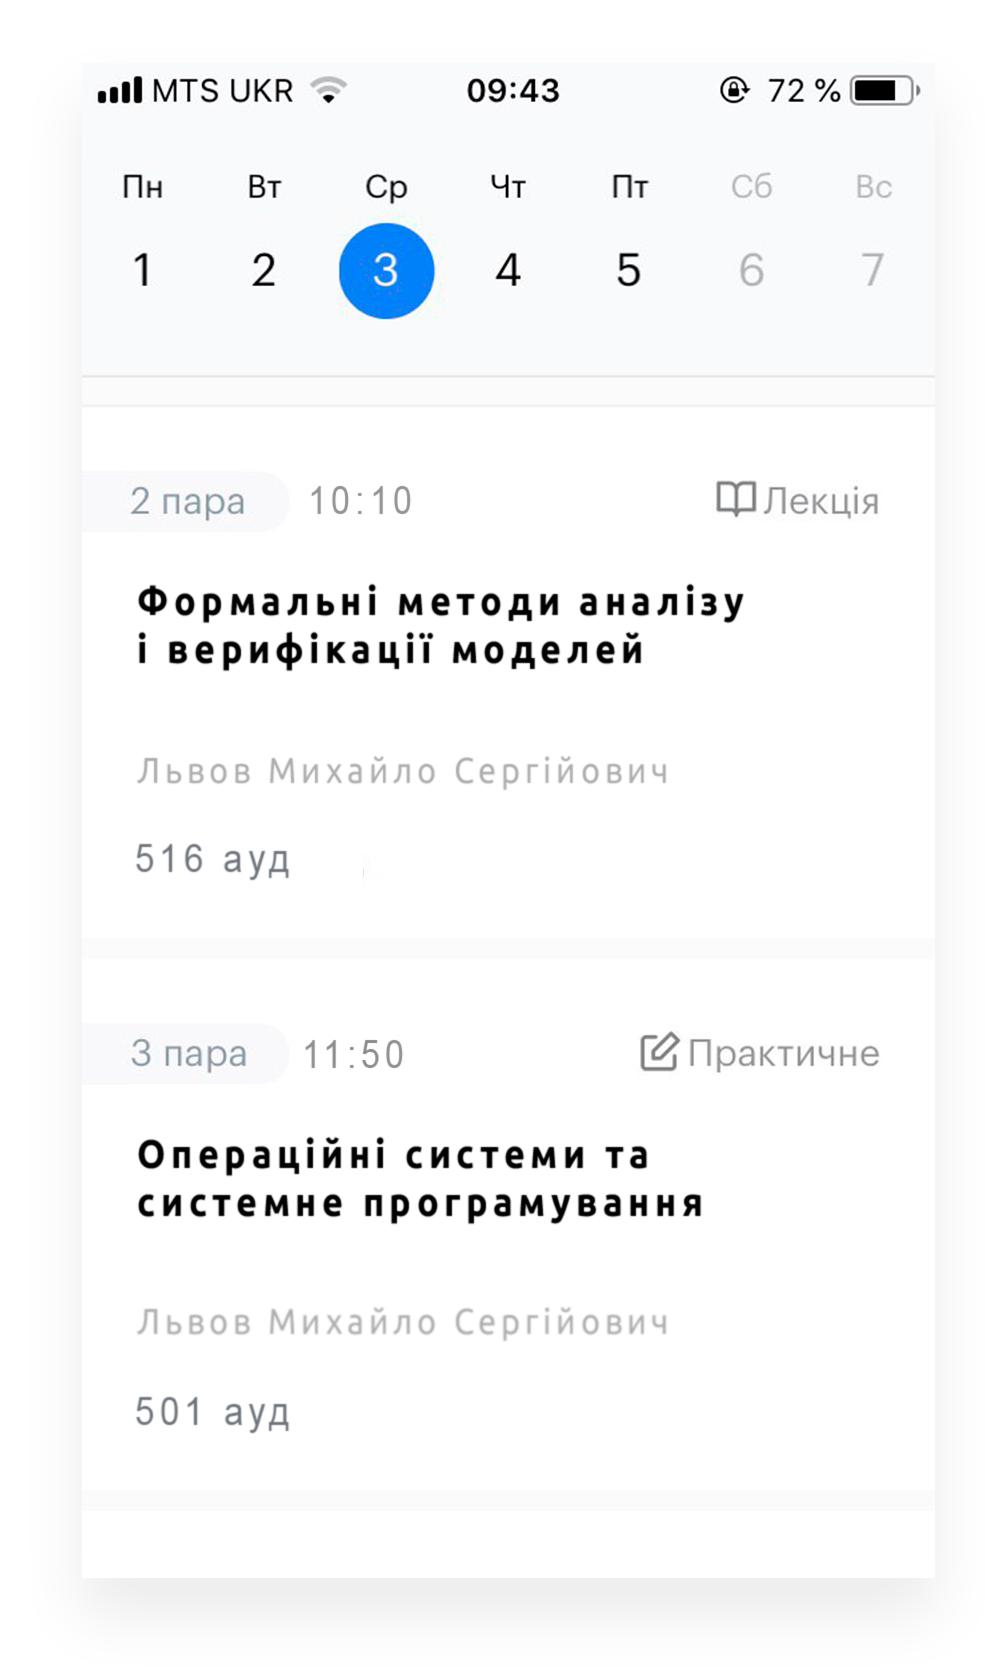 MTS UKR 09:43 72 %
Пн Вт Ср Чт Пт Сб Вс
1 2 3 4 5 6 7
2 пара 10:10 Лекція
Формальні методи аналізу
і верифікації моделей
Львов Михайло Сергійович
516 ауд
3 пара 11:50 Практичне
Операційні системи та
системне програмування
Львов Михайло Сергійович
501 ауд